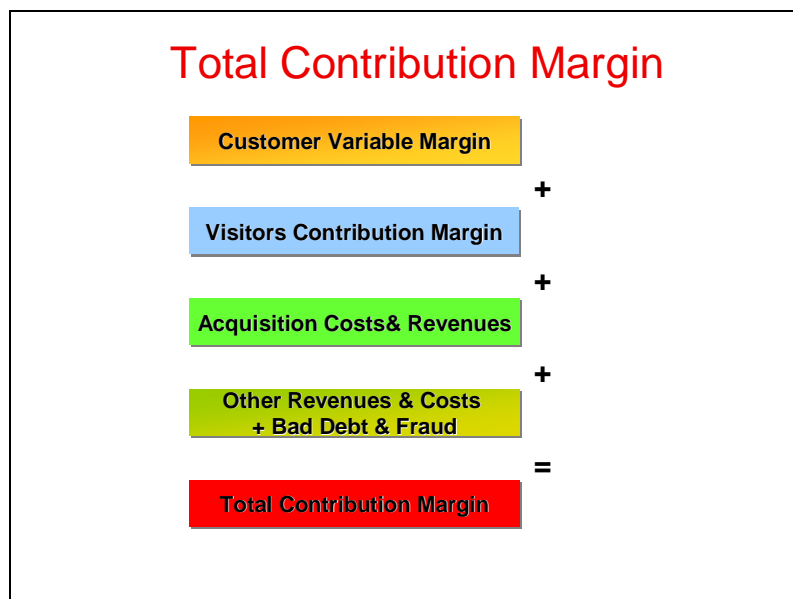 Total Contribution Margin
Customer Variable Margin
+
Visitors Contribution Margin
+
Acquisition Costs& Revenues
+
Other Revenues & Costs
+ Bad Debt & Fraud
=
Total Contribution Margin